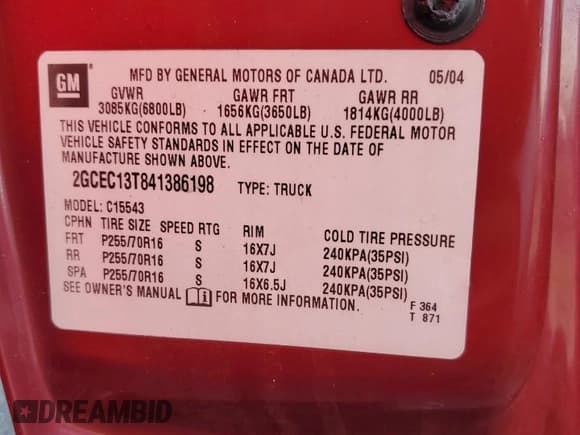 GM
MFD BY GENERAL MOTORS OF CANADA LTD. 05/04
GVWR GAWR FRT GAWR RR
3085KG(6800LB) 1656KG(3650LB) 1814KG(4000LB)
THIS VEHICLE CONFORMS TO ALL APPLICABLE U.S. FEDERAL MOTOR
VEHICLE SAFETY STANDARDS IN EFFECT ON THE DATE OF
MANUFACTURE SHOWN ABOVE.
2GCEC13T841386198 TYPE: TRUCK
MODEL: C15543
CPHN TIRE SIZE SPEED RTG RIM COLD TIRE PRESSURE
FRT P255/70R16 S 16X7J 240KPA(35PSI)
RR P255/70R16 S 16X7J 240KPA(35PSI)
SPA P255/70R16 S 16X6.5J 240KPA(35PSI)
SEE OWNER'S MANUAL FOR MORE INFORMATION.
F 364
T 871
DREAMBID